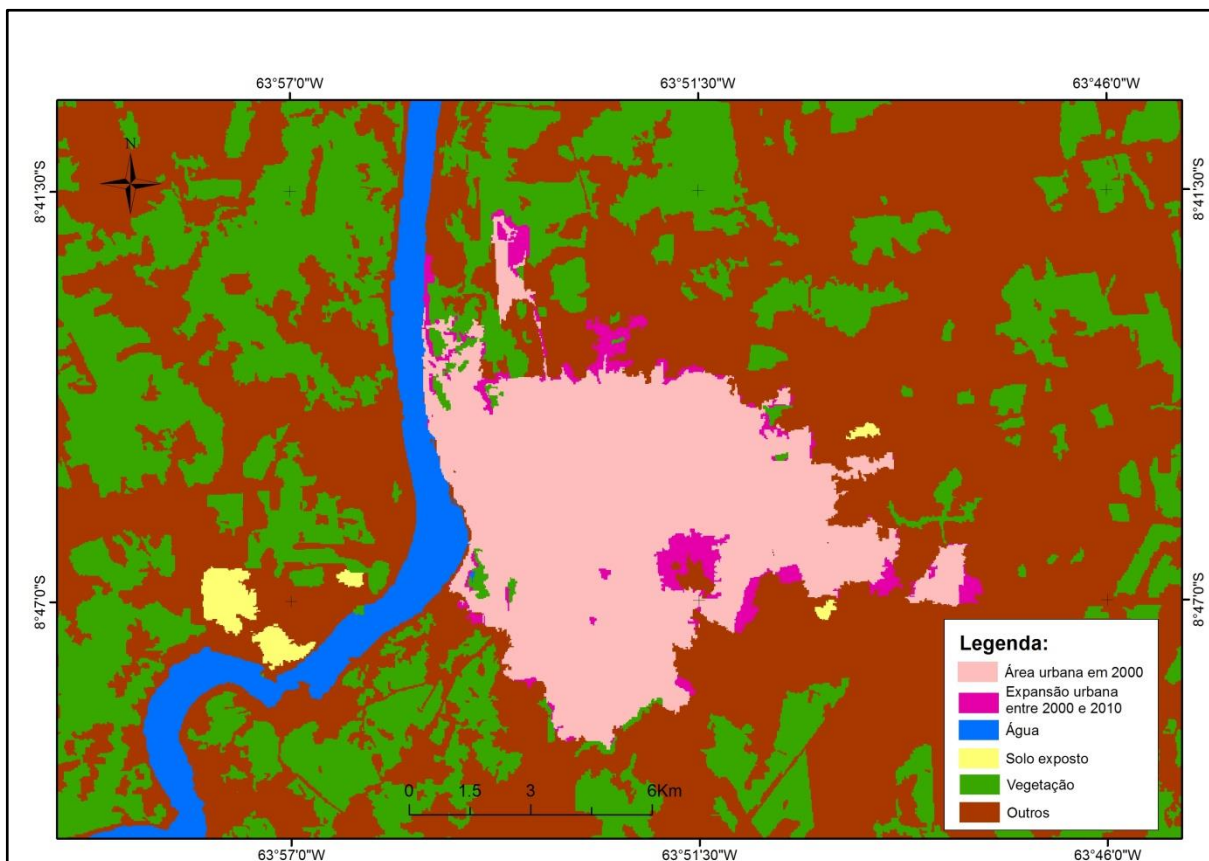 63°57'0"W
63°51'30"W
63°46'0"W
N
8°41'30"S
8°41'30"S
8°47'0"S
8°47'0"S
Legenda:
Área urbana em 2000
Expansão urbana
entre 2000 e 2010
Água
Solo exposto
Vegetação
Outros
0 1.5 3 6Km
63°57'0"W
63°51'30"W
63°46'0"W